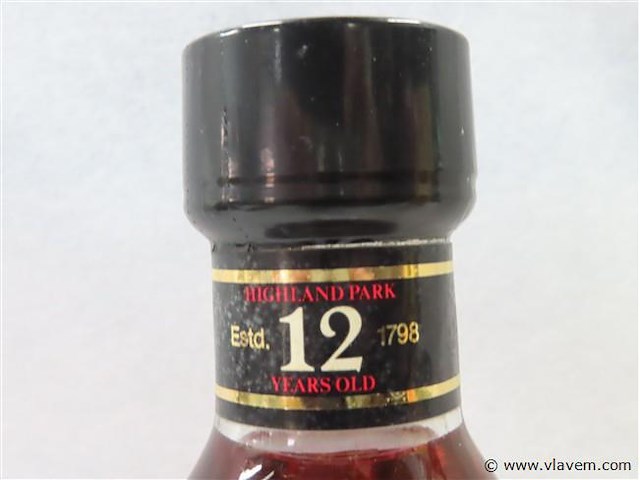 HIGHLAND PARK
Estd. 12 1798
YEARS OLD
© www.vlavem.com